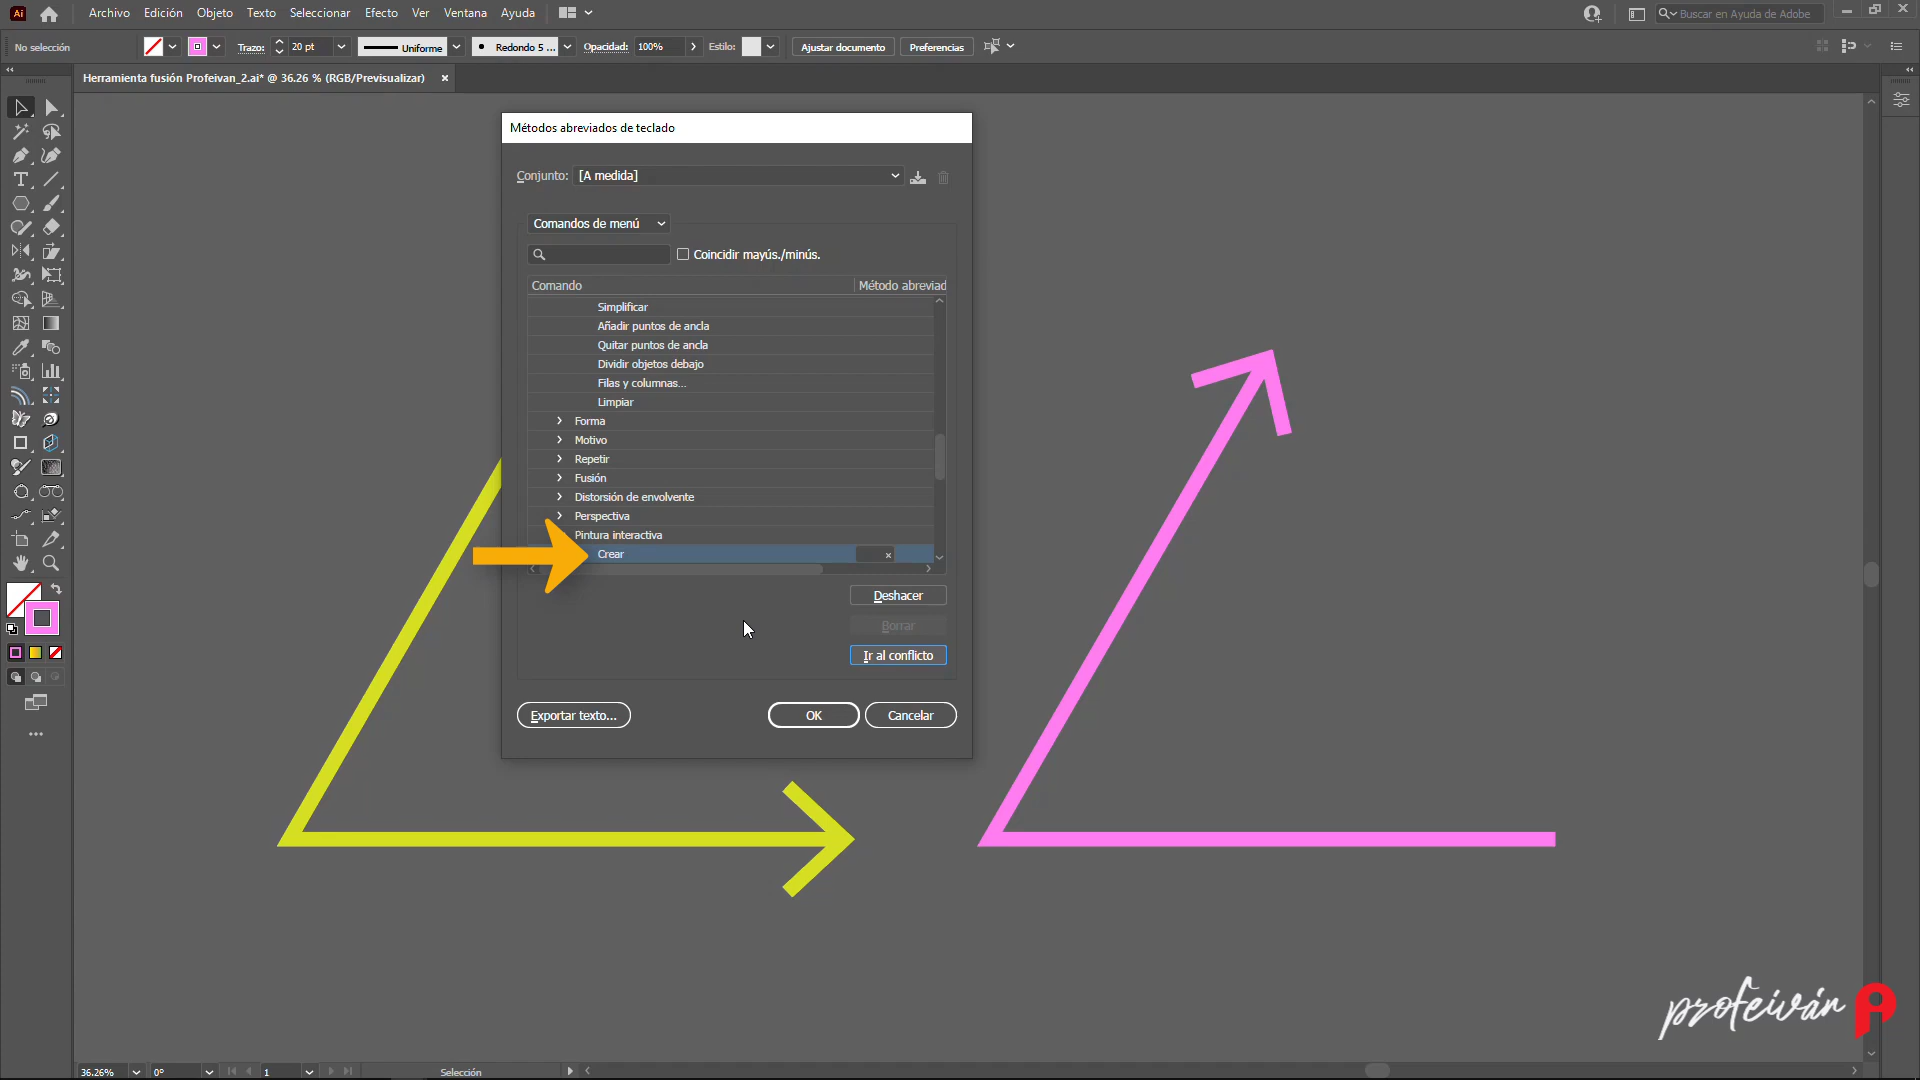 Ai
Archivo Edición Objeto Texto Seleccionar Efecto Ver Ventana Ayuda
Buscar en Ayuda de Adobe
No selección
Trazo: 20 pt Uniforme Redondo 5 ... Opacidad: 100% Estilo: Ajustar documento Preferencias
Herramienta fusión Profeivan_2.ai* @ 36.26 % (RGB/Previsualizar)
Métodos abreviados de teclado
Conjunto: [A medida]
Comandos de menú
Coincidir mayús./minús.
Comando Método abreviad
Simplificar
Añadir puntos de ancla
Quitar puntos de ancla
Dividir objetos debajo
Filas y columnas...
Limpiar
Forma
Motivo
Repetir
Fusión
Distorsión de envolvente
Perspectiva
Pintura interactiva
Crear
Deshacer
Borrar
Ir al conflicto
Exportar texto... OK Cancelar
profeiván
36.26% 0º 1 Selección